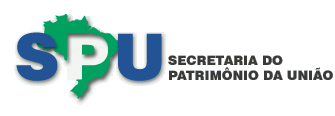 SPU
SECRETARIA DO
PATRIMÔNIO DA UNIÃO